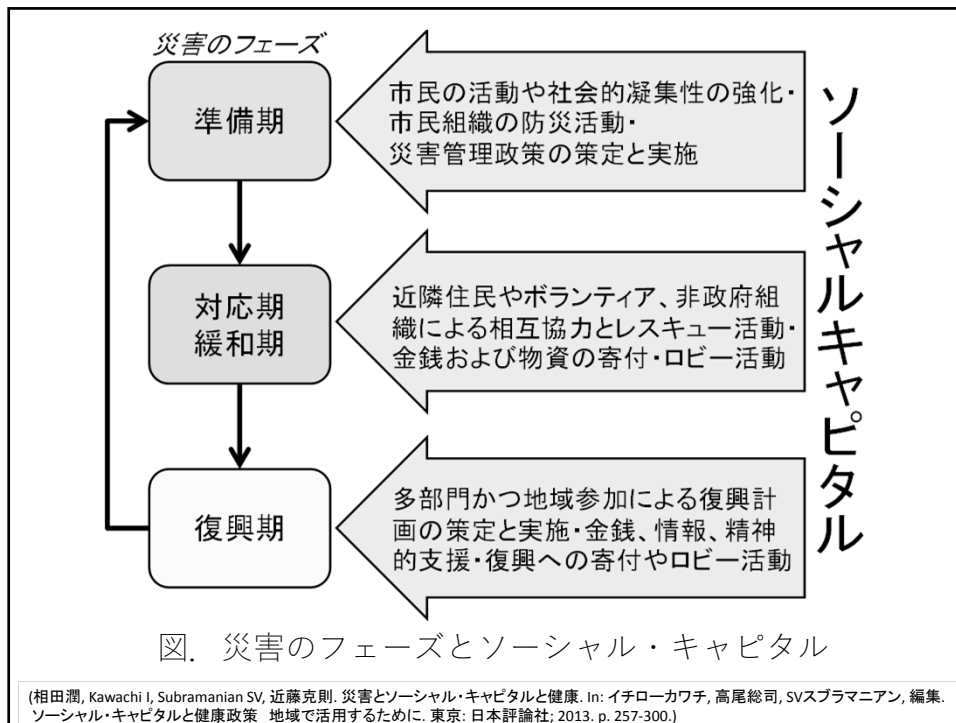 災害のフェーズ
準備期
市民の活動や社会的凝集性の強化・
市民組織の防災活動・
災害管理政策の策定と実施
対応期
緩和期
近隣住民やボランティア、非政府組
織による相互協力とレスキュー活動・
金銭および物資の寄付・ロビー活動
復興期
多部門かつ地域参加による復興計
画の策定と実施・金銭、情報、精神
的支援・復興への寄付やロビー活動
ソーシャルキャピタル
図. 災害のフェーズとソーシャル・キャピタル
(相田潤, Kawachi I, Subramanian SV, 近藤克則. 災害とソーシャル・キャピタルと健康. In: イチローカワチ, 高尾総司, SVスブラマニアン, 編集.
ソーシャル・キャピタルと健康政策 地域で活用するために. 東京: 日本評論社; 2013. p. 257-300.)